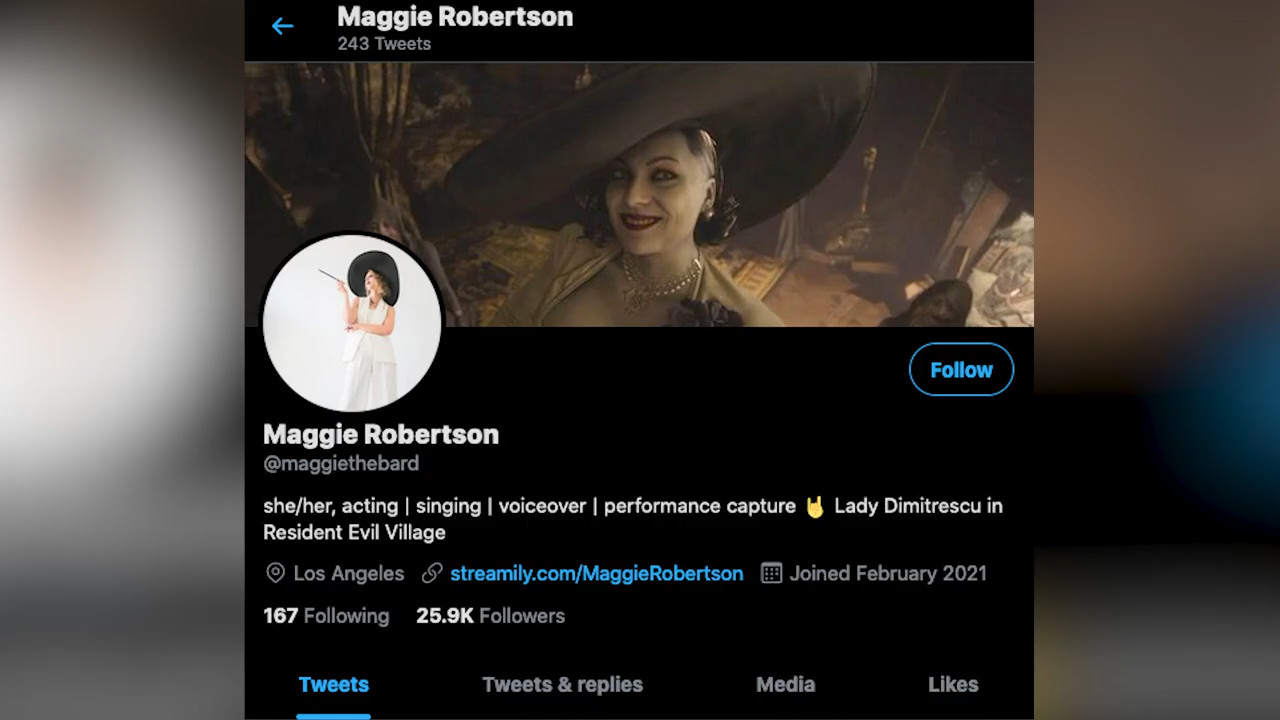 Maggie Robertson
243 Tweets
Follow
Maggie Robertson
@maggiethebard
she/her, acting | singing | voiceover | performance capture 🤘 Lady Dimitrescu in
Resident Evil Village
Los Angeles streamily.com/MaggieRobertson Joined February 2021
167 Following 25.9K Followers
Tweets Tweets & replies Media Likes